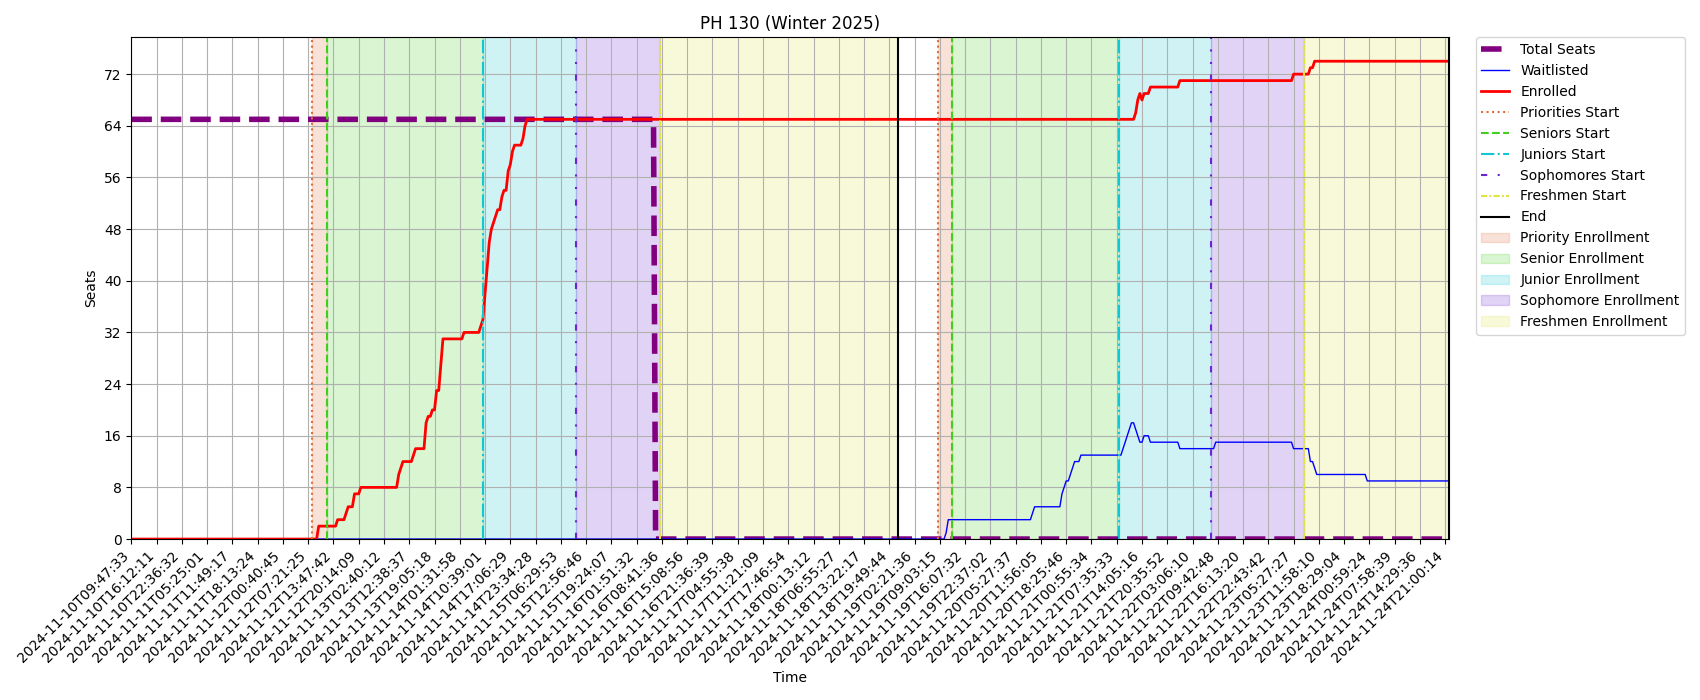 PH 130 (Winter 2025)
Seats
72
64
56
48
40
32
24
16
8
0
2024-11-10T09:47:33
2024-11-10T16:12:11
2024-11-10T22:36:32
2024-11-11T05:25:01
2024-11-11T11:49:17
2024-11-11T18:13:24
2024-11-12T00:40:45
2024-11-12T07:21:25
2024-11-12T13:47:42
2024-11-12T20:14:09
2024-11-13T02:40:12
2024-11-13T12:38:37
2024-11-13T19:05:18
2024-11-14T01:31:58
2024-11-14T10:39:01
2024-11-14T17:06:29
2024-11-14T23:34:28
2024-11-15T06:29:53
2024-11-15T12:56:46
2024-11-15T19:24:07
2024-11-16T01:51:32
2024-11-16T08:41:36
2024-11-16T15:08:56
2024-11-16T21:36:39
2024-11-17T04:55:38
2024-11-17T11:21:09
2024-11-17T17:46:54
2024-11-18T00:13:12
2024-11-18T06:55:27
2024-11-18T13:22:17
2024-11-18T19:49:44
2024-11-19T02:21:36
2024-11-19T09:03:15
2024-11-19T16:07:32
2024-11-19T22:37:02
2024-11-20T05:27:37
2024-11-20T11:56:05
2024-11-20T18:25:46
2024-11-21T00:55:34
2024-11-21T07:35:33
2024-11-21T14:05:16
2024-11-21T20:35:52
2024-11-22T03:06:10
2024-11-22T09:42:48
2024-11-22T16:13:20
2024-11-22T22:43:42
2024-11-23T05:27:27
2024-11-23T11:58:10
2024-11-23T18:29:04
2024-11-24T00:59:24
2024-11-24T07:58:39
2024-11-24T14:29:36
2024-11-24T21:00:14
Time
Total Seats
Waitlisted
Enrolled
Priorities Start
Seniors Start
Juniors Start
Sophomores Start
Freshmen Start
End
Priority Enrollment
Senior Enrollment
Junior Enrollment
Sophomore Enrollment
Freshmen Enrollment